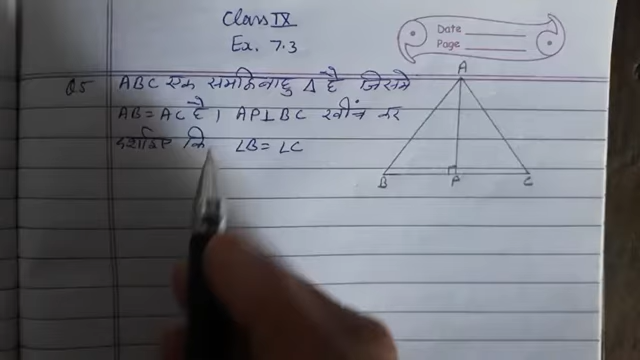 Class IX
Ex. 7.3
Date
Page
Q5 ABC एक समद्विबाहु Δ है जिसमे
AB = AC है। AP⊥BC खींच कर
दर्शाइए कि ∠B = ∠C
A
B
P
C